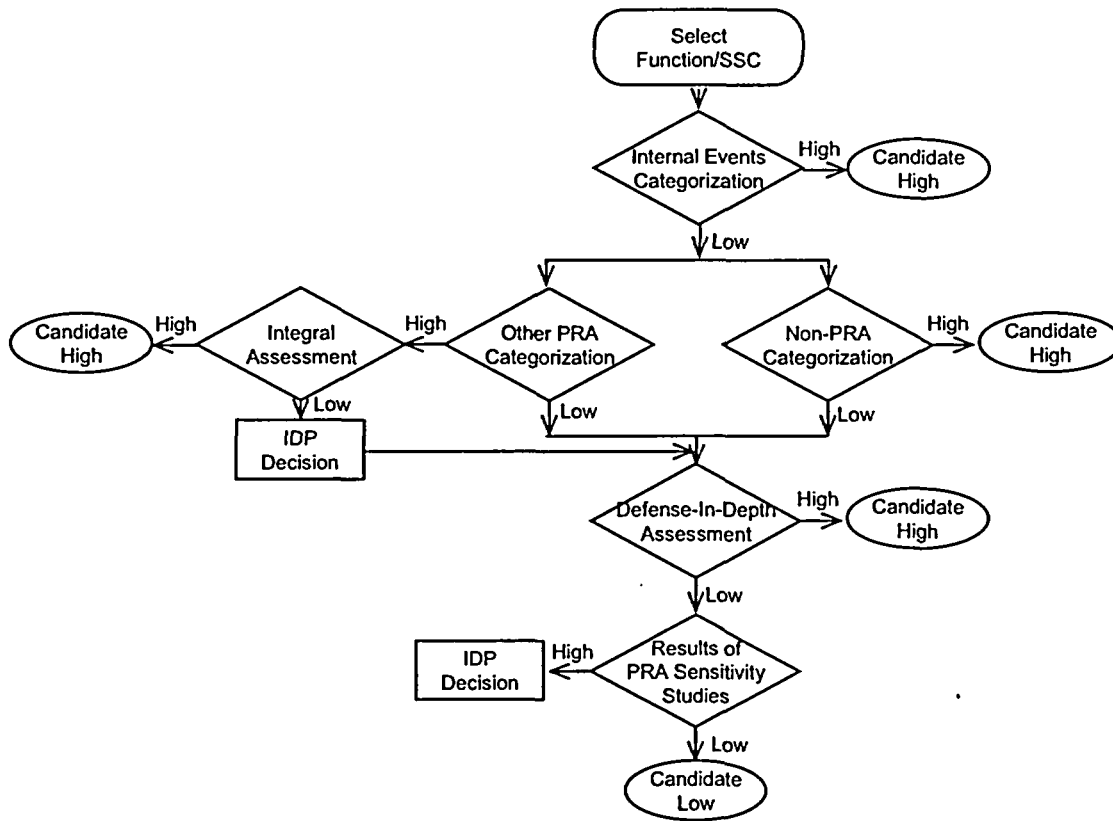 Select
Function/SSC
Internal Events
Categorization
High
Candidate
High
Low
Candidate
High
High
Integral
Assessment
High
Other PRA
Categorization
Non-PRA
Categorization
High
Candidate
High
Low
Low
Low
IDP
Decision
Defense-In-Depth
Assessment
High
Candidate
High
Low
IDP
Decision
High
Results of
PRA Sensitivity
Studies
Low
Candidate
Low